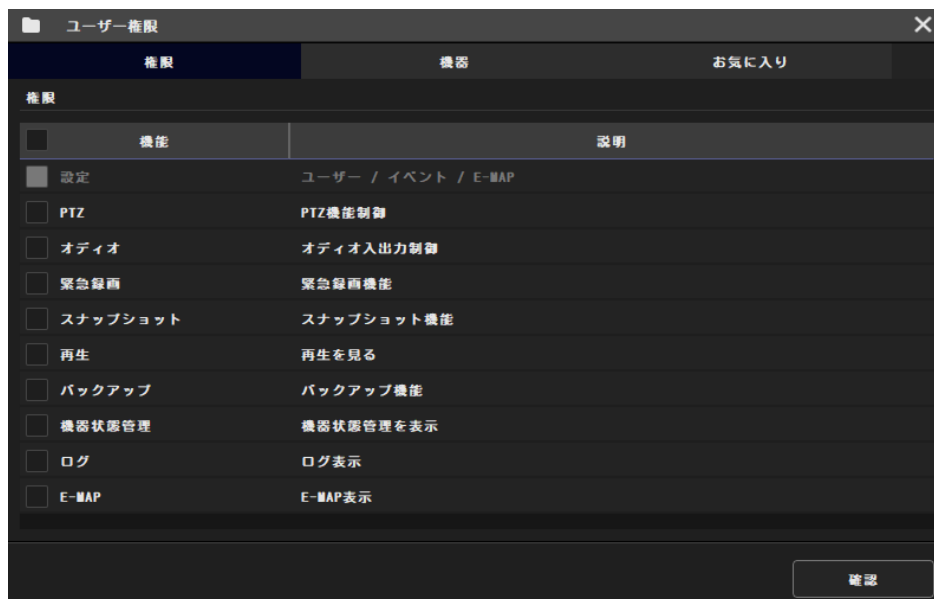 ユーザー権限
権限 機器 お気に入り
権限
機能 説明
設定 ユーザー / イベント / E-MAP
PTZ PTZ機能制御
オディオ オディオ入出力制御
緊急録画 緊急録画機能
スナップショット スナップショット機能
再生 再生を見る
バックアップ バックアップ機能
機器状態管理 機器状態管理を表示
ログ ログ表示
E-MAP E-MAP表示
確認